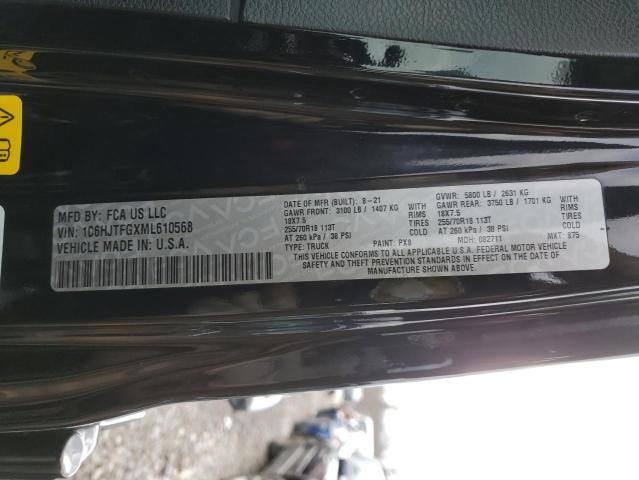 MFD BY: FCA US LLC
VIN: 1C6HJTFGXML610568
VEHICLE MADE IN: U.S.A.
DATE OF MFR (BUILT): 8-21
GAWR FRONT: 3100 LB / 1407 KG WITH
18X7.5 RIMS
255/70R18 113T TIRES
AT 260 kPa / 38 PSI COLD
TYPE: TRUCK PAINT: PX8
GVWR: 5800 LB / 2631 KG
GAWR REAR: 3750 LB / 1701 KG WITH
18X7.5 RIMS
255/70R18 113T TIRES
AT 260 kPa / 38 PSI COLD
MDH: 082711 MKT: 875
THIS VEHICLE CONFORMS TO ALL APPLICABLE U.S.A. FEDERAL MOTOR VEHICLE
SAFETY AND THEFT PREVENTION STANDARDS IN EFFECT ON THE DATE OF
MANUFACTURE SHOWN ABOVE.